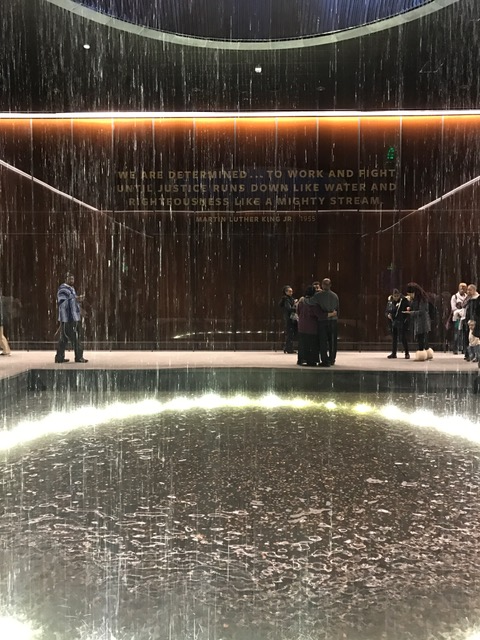 "WE ARE DETERMINED... TO WORK AND FIGHT
UNTIL JUSTICE RUNS DOWN LIKE WATER AND
RIGHTEOUSNESS LIKE A MIGHTY STREAM.
MARTIN LUTHER KING JR. 1955